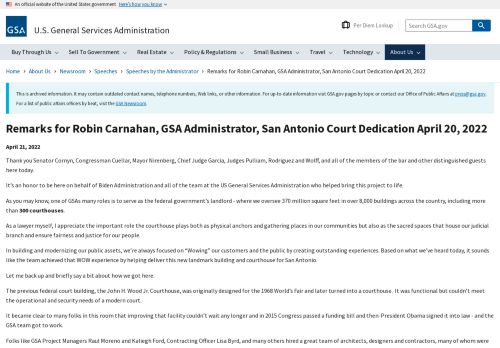 An official website of the United States government Here's how you know
GSA U.S. General Services Administration
Per Diem Lookup Search GSA.gov
Buy Through Us Sell To Government Real Estate Policy & Regulations Small Business Travel Technology About Us
Home › About Us › Newsroom › Speeches › Speeches by the Administrator › Remarks for Robin Carnahan, GSA Administrator, San Antonio Court Dedication April 20, 2022
This is archived information. It may contain outdated contact names, telephone numbers, Web links, or other information. For up-to-date information visit GSA.gov pages by topic or contact our Office of Public Affairs at press@gsa.gov.
For a list of public affairs officers by beat, visit the GSA Newsroom.
Remarks for Robin Carnahan, GSA Administrator, San Antonio Court Dedication April 20, 2022
April 21, 2022
Thank you Senator Cornyn, Congressman Cuellar, Mayor Nirenberg, Chief Judge Garcia, Judges Pulliam, Rodriguez and Wolff, and all of the members of the bar and other distinguished guests
here today.
It's an honor to be here on behalf of Biden Administration and all of the team at the US General Services Administration who helped bring this project to life.
As you may know, one of GSAs many roles is to serve as the federal government's landlord - where we oversee 370 million square feet in over 8,000 buildings across the country, including more
than 300 courthouses.
As a lawyer myself, I appreciate the important role the courthouse plays both as physical anchors and gathering places in our communities but also as the sacred spaces that house our judicial
branch and ensure fairness and justice for our people.
In building and modernizing our public assets, we're always focused on "Wowing" our customers and the public by creating outstanding experiences. Based on what we've heard today, it sounds
like the team achieved that WOW experience by helping deliver this new landmark building and courthouse for San Antonio.
Let me back up and briefly say a bit about how we got here:
The previous federal court building, the John H. Wood Jr. Courthouse, was originally designed for the 1968 World's Fair and later turned into a courthouse. It was functional but couldn't meet
the operational and security needs of a modern court.
It became clear to many folks in this room that improving that facility couldn't wait any longer and in 2015 Congress passed a funding bill and then-President Obama signed it into law - and the
GSA team got to work.
Folks like GSA Project Managers Raul Moreno and Katiegh Ford, Contracting Officer Lisa Byrd, and many others hired a great team of architects, designers and contractors, many of whom were